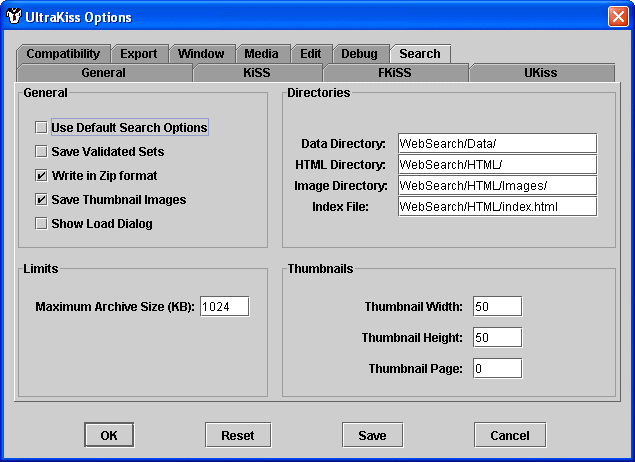 UltraKiss Options
Compatibility Export Window Media Edit Debug Search
General KiSS FKiSS UKiss
General
Use Default Search Options
Save Validated Sets
Write in Zip format
Save Thumbnail Images
Show Load Dialog
Directories
Data Directory: WebSearch/Data/
HTML Directory: WebSearch/HTML/
Image Directory: WebSearch/HTML/Images/
Index File: WebSearch/HTML/index.html
Limits
Maximum Archive Size (KB): 1024
Thumbnails
Thumbnail Width: 50
Thumbnail Height: 50
Thumbnail Page: 0
OK Reset Save Cancel